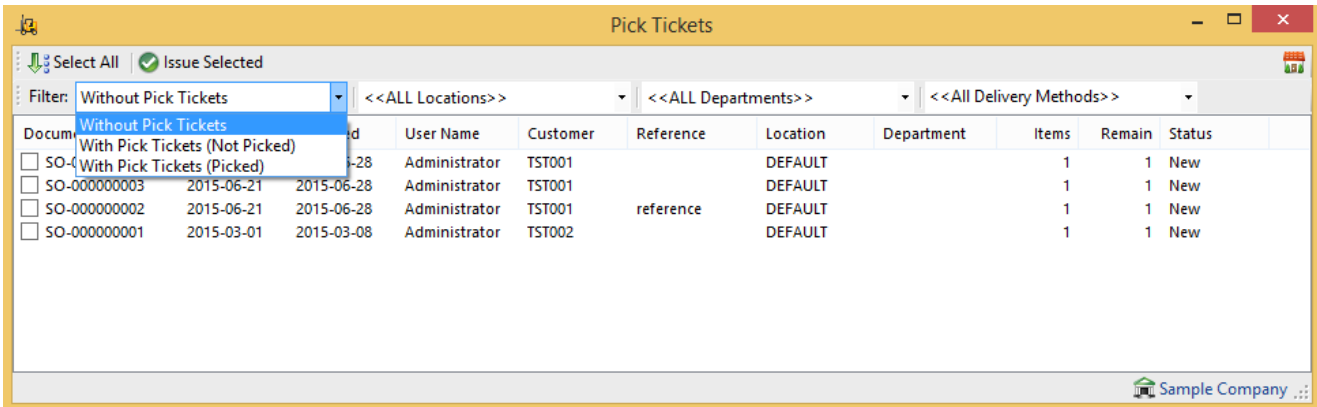 Pick Tickets
Select All Issue Selected
Filter: Without Pick Tickets <<ALL Locations>> <<ALL Departments>> <<All Delivery Methods>>
Without Pick Tickets
With Pick Tickets (Not Picked)
With Pick Tickets (Picked)
User Name Customer Reference Location Department Items Remain Status
Administrator TST001 DEFAULT 1 1 New
SO-000000003 2015-06-21 2015-06-28 Administrator TST001 DEFAULT 1 1 New
SO-000000002 2015-06-21 2015-06-28 Administrator TST001 reference DEFAULT 1 1 New
SO-000000001 2015-03-01 2015-03-08 Administrator TST002 DEFAULT 1 1 New
Sample Company